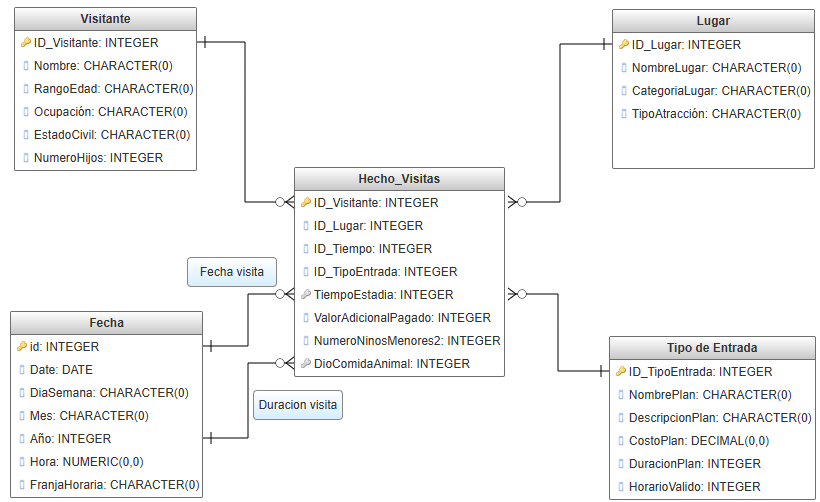 Visitante
ID_Visitante: INTEGER
Nombre: CHARACTER(0)
RangoEdad: CHARACTER(0)
Ocupación: CHARACTER(0)
EstadoCivil: CHARACTER(0)
NumeroHijos: INTEGER
Lugar
ID_Lugar: INTEGER
NombreLugar: CHARACTER(0)
CategoriaLugar: CHARACTER(0)
TipoAtracción: CHARACTER(0)
Hecho_Visitas
ID_Visitante: INTEGER
ID_Lugar: INTEGER
ID_Tiempo: INTEGER
ID_TipoEntrada: INTEGER
TiempoEstadia: INTEGER
ValorAdicionalPagado: INTEGER
NumeroNinosMenores2: INTEGER
DioComidaAnimal: INTEGER
Fecha visita
Fecha
id: INTEGER
Date: DATE
DiaSemana: CHARACTER(0)
Mes: CHARACTER(0)
Año: INTEGER
Hora: NUMERIC(0,0)
FranjaHoraria: CHARACTER(0)
Duracion visita
Tipo de Entrada
ID_TipoEntrada: INTEGER
NombrePlan: CHARACTER(0)
DescripcionPlan: CHARACTER(0)
CostoPlan: DECIMAL(0,0)
DuracionPlan: INTEGER
HorarioValido: INTEGER